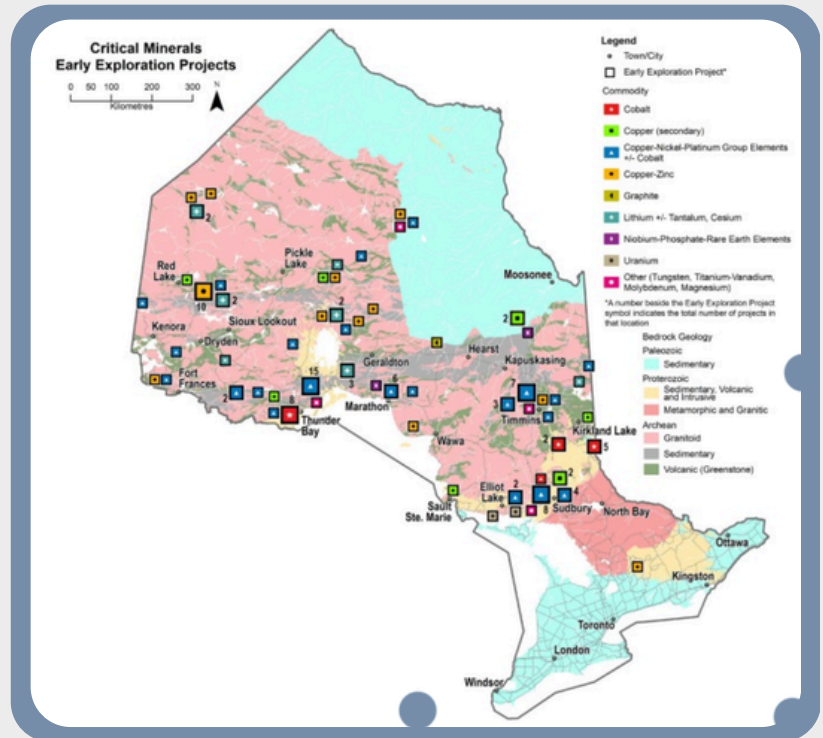 Critical Minerals
Early Exploration Projects
0 50 100 200 300
Kilometres
N
Legend
Town/City
Early Exploration Project*
Commodity
Cobalt
Copper (secondary)
Copper-Nickel-Platinum Group Elements
+/- Cobalt
Copper-Zinc
Graphite
Lithium +/- Tantalum, Cesium
Niobium-Phosphate-Rare Earth Elements
Uranium
Other (Tungsten, Titanium-Vanadium,
Molybdenum, Magnesium)
*A number beside the Early Exploration Project
symbol indicates the total number of projects in
that location
Bedrock Geology
Paleozoic
Sedimentary
Proterozoic
Sedimentary, Volcanic
and Intrusive
Metamorphic and Granitic
Archean
Granitoid
Sedimentary
Volcanic (Greenstone)
2
Pickle
Lake
Red
Lake
Moosonee
2
10
2
2
Kenora
Sioux Lookout
Dryden
Hearst
Geraldton
Kapuskasing
Fort
Frances
15
3
6
7
2
3
Marathon
8
Thunder
Bay
Timmins
Kirkland Lake
Wawa
2
5
Elliot
Lake
2
2
4
Sault
Ste. Marie
8
Sudbury
North Bay
Ottawa
Kingston
Toronto
London
Windsor